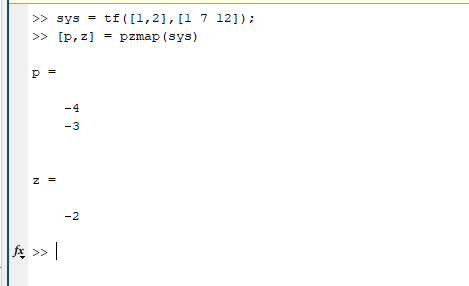 >> sys = tf([1,2],[1 7 12]);
>> [p,z] = pzmap(sys)
p =
-4
-3
z =
-2
fx >>